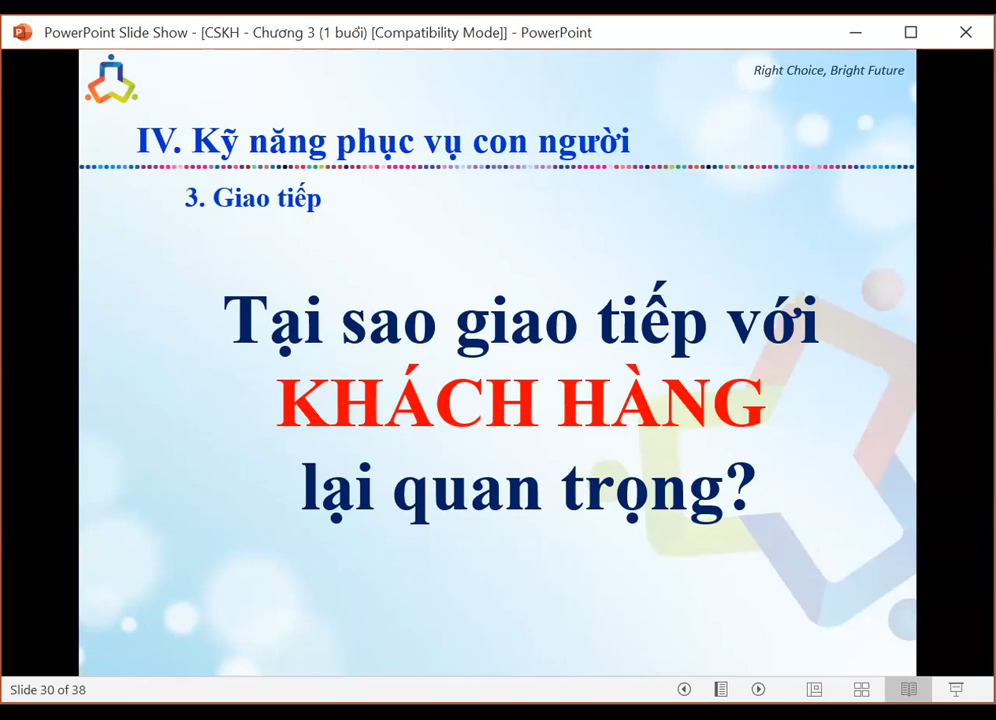 PowerPoint Slide Show - [CSKH - Chương 3 (1 buổi) [Compatibility Mode]] - PowerPoint
Right Choice, Bright Future
IV. Kỹ năng phục vụ con người
3. Giao tiếp
Tại sao giao tiếp với
KHÁCH HÀNG
lại quan trọng?
Slide 30 of 38